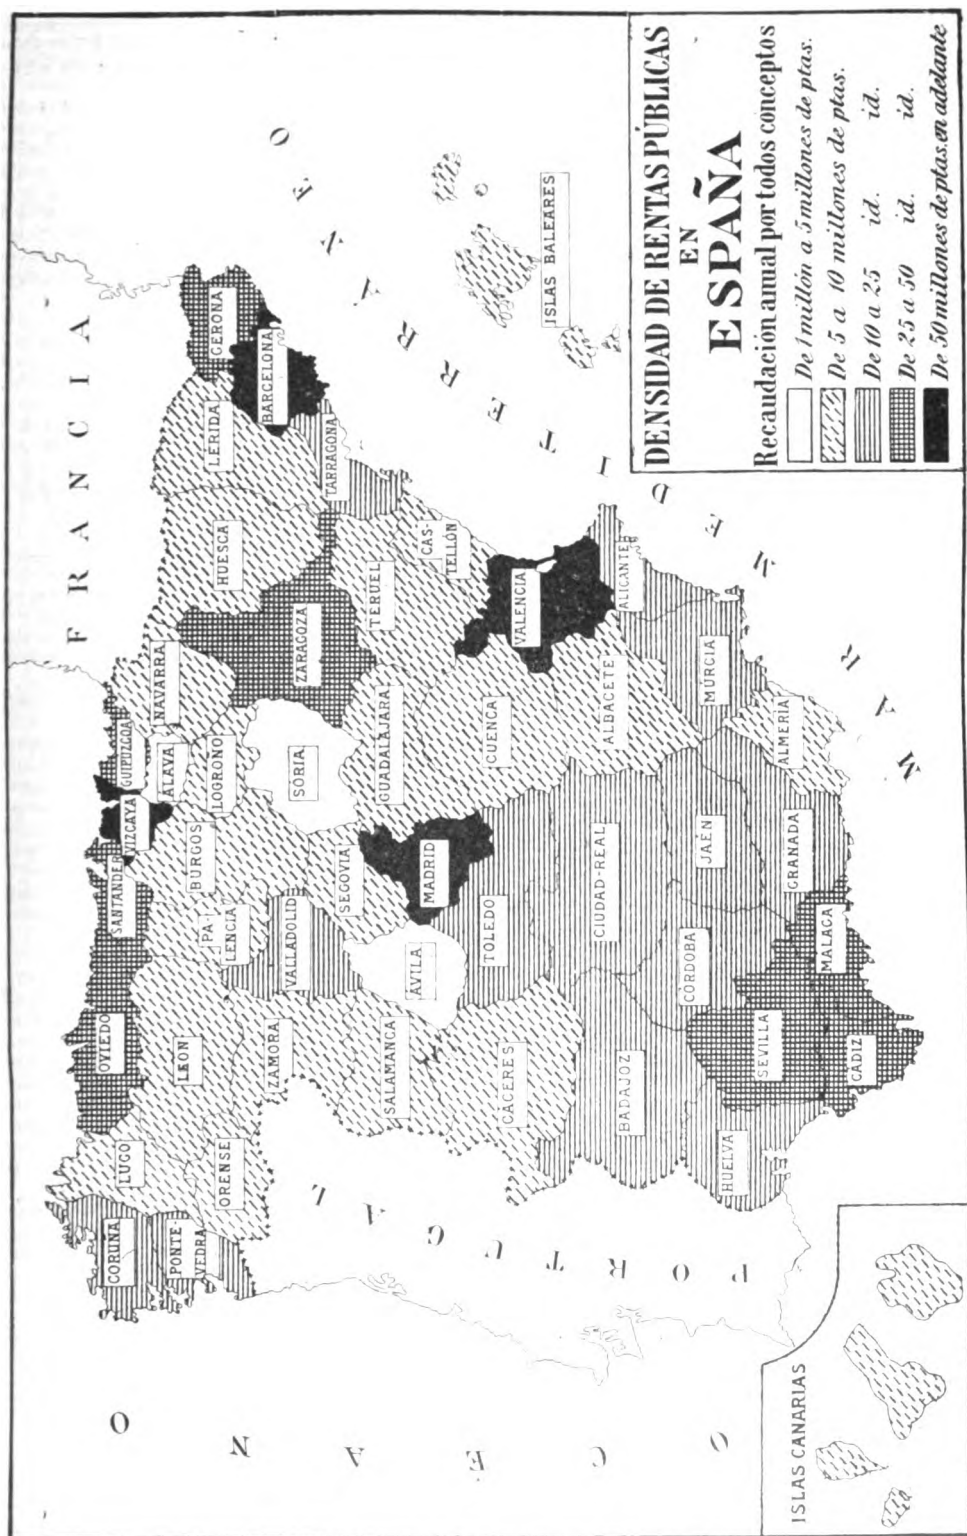 DENSIDAD DE RENTAS PÚBLICAS
EN
ESPAÑA
Recaudación anual por todos conceptos
De 1 millón a 5 millones de ptas.
De 5 a 10 millones de ptas.
De 10 a 25 id. id.
De 25 a 50 id. id.
De 50 millones de ptas. en adelante
FRANCIA
OCÉANO
PORTUGAL
MAR MEDITERRÁNEO
ISLAS BALEARES
ISLAS CANARIAS
CORUÑA
LUGO
PONTE-
VEDRA
ORENSE
OVIEDO
SANTANDER
VIZCAYA
GUIPUZCOA
ÁLAVA
NAVARRA
LOGROÑO
BURGOS
PA-
LENCIA
LEON
ZAMORA
VALLADOLID
SORIA
HUESCA
ZARAGOZA
LÉRIDA
GERONA
BARCELONA
TARRAGONA
TERUEL
CAS-
TELLÓN
SALAMANCA
ÁVILA
SEGOVIA
MADRID
GUADALAJARA
CUENCA
VALENCIA
CÁCERES
TOLEDO
CIUDAD-REAL
ALBACETE
ALICANTE
BADAJOZ
CÓRDOBA
JAÉN
MURCIA
HUELVA
SEVILLA
CÁDIZ
MÁLAGA
GRANADA
ALMERÍA